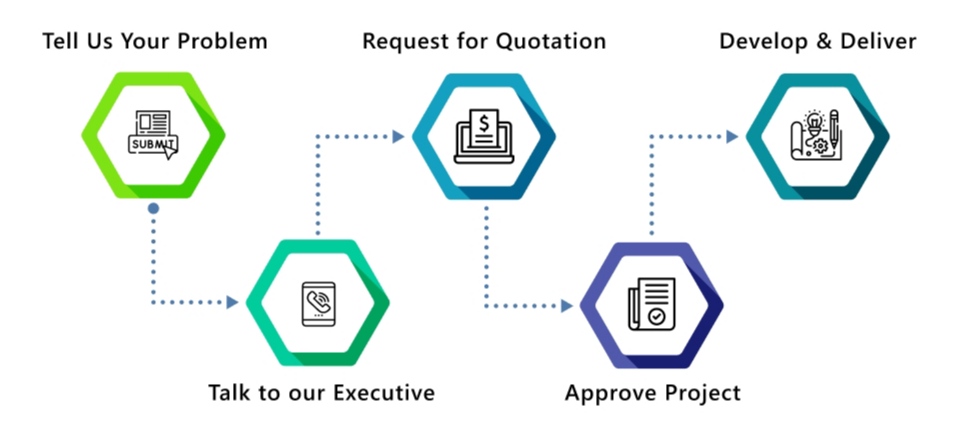 Tell Us Your Problem
Request for Quotation
Develop & Deliver
SUBMIT
$
Talk to our Executive
Approve Project